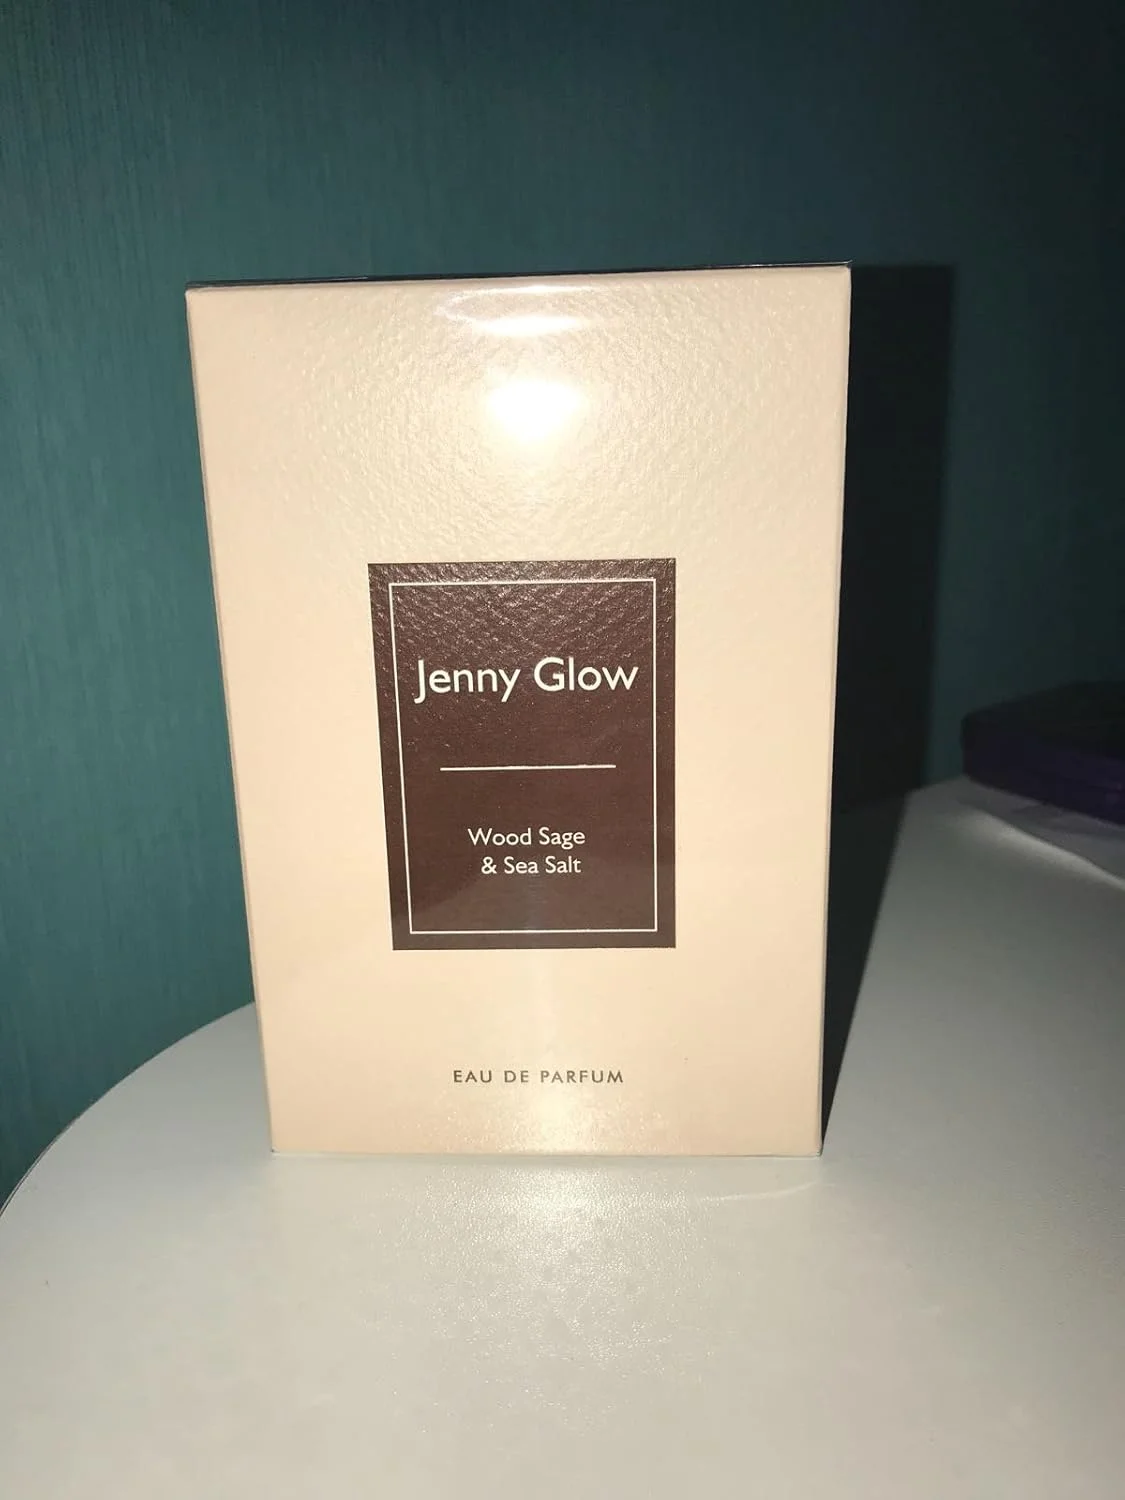 Jenny Glow
Wood Sage
& Sea Salt
EAU DE PARFUM